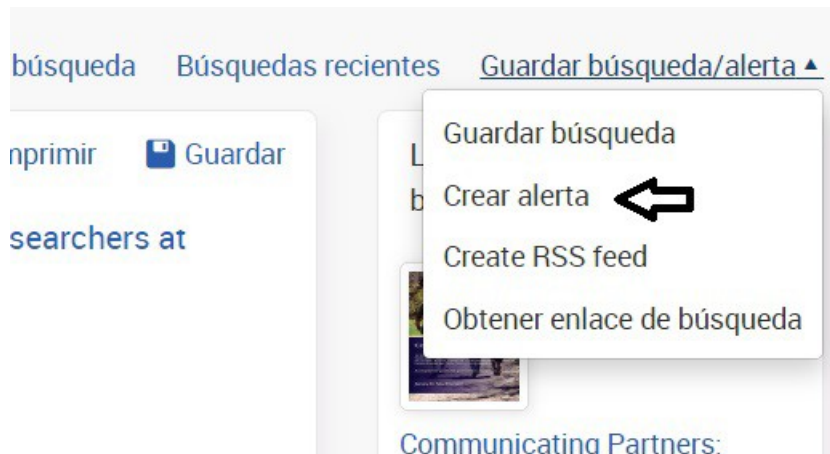 búsqueda Búsquedas recientes Guardar búsqueda/alerta
Guardar búsqueda
Crear alerta
Create RSS feed
Obtener enlace de búsqueda
Guardar
searchers at
Communicating Partners: